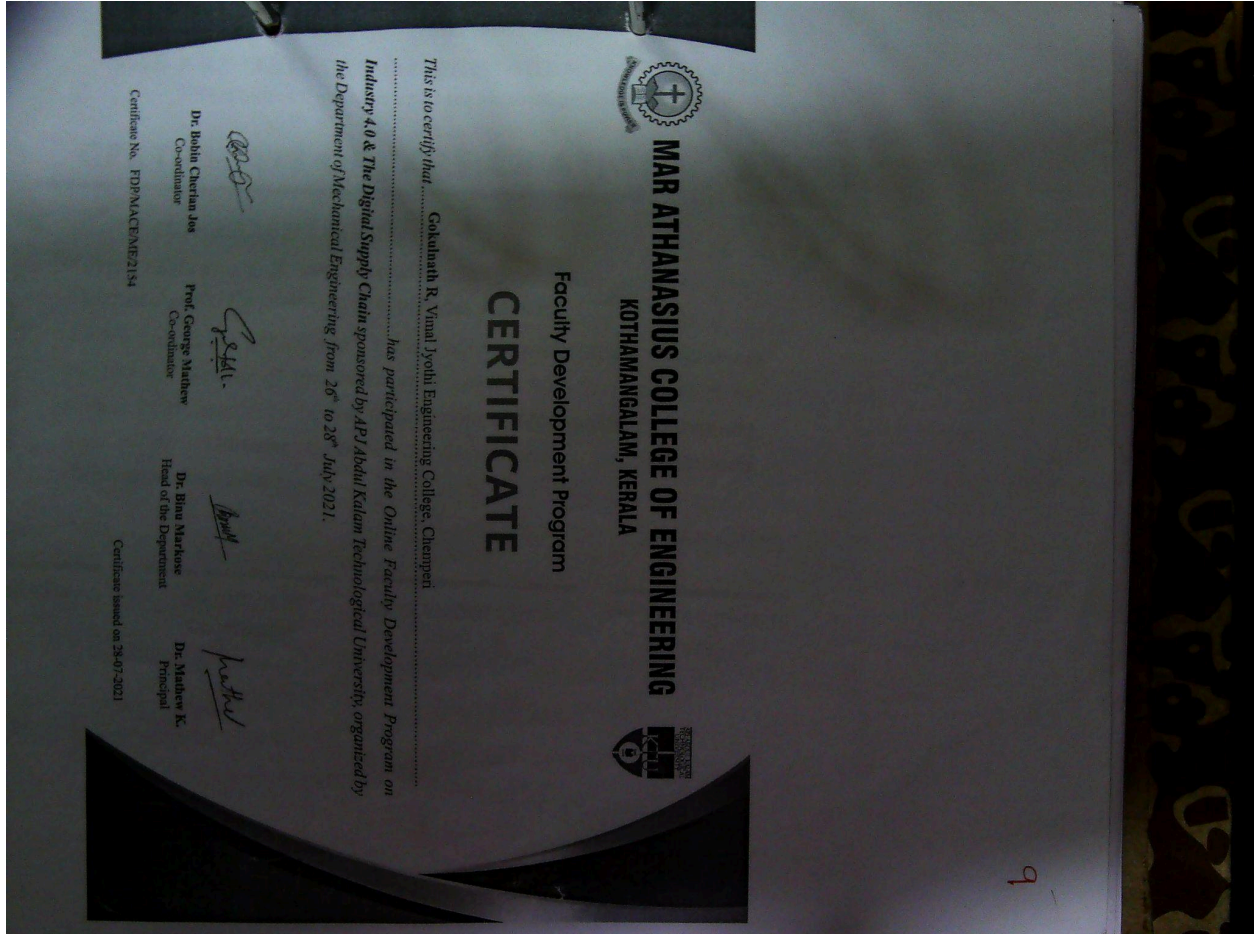 MAR ATHANASIUS COLLEGE OF ENGINEERING
KOTHAMANGALAM, KERALA
KNOWLEDGE IS POWER
KTU
Faculty Development Program
CERTIFICATE
This is to certify that ..........Gokulnath R, Vimal Jyothi Engineering College, Chemperi..........
..........has participated in the Online Faculty Development Program on
Industry 4.0 & The Digital Supply Chain sponsored by APJ Abdul Kalam Technological University, organized by
the Department of Mechanical Engineering from 26th to 28th July 2021.
Dr. Bobin Cherian Jos
Co-ordinator
Prof. George Mathew
Co-ordinator
Dr. Binu Markose
Head of the Department
Dr. Mathew K.
Principal
Certificate No. FDP/MACE/ME/2154
Certificate issued on 28-07-2021
9